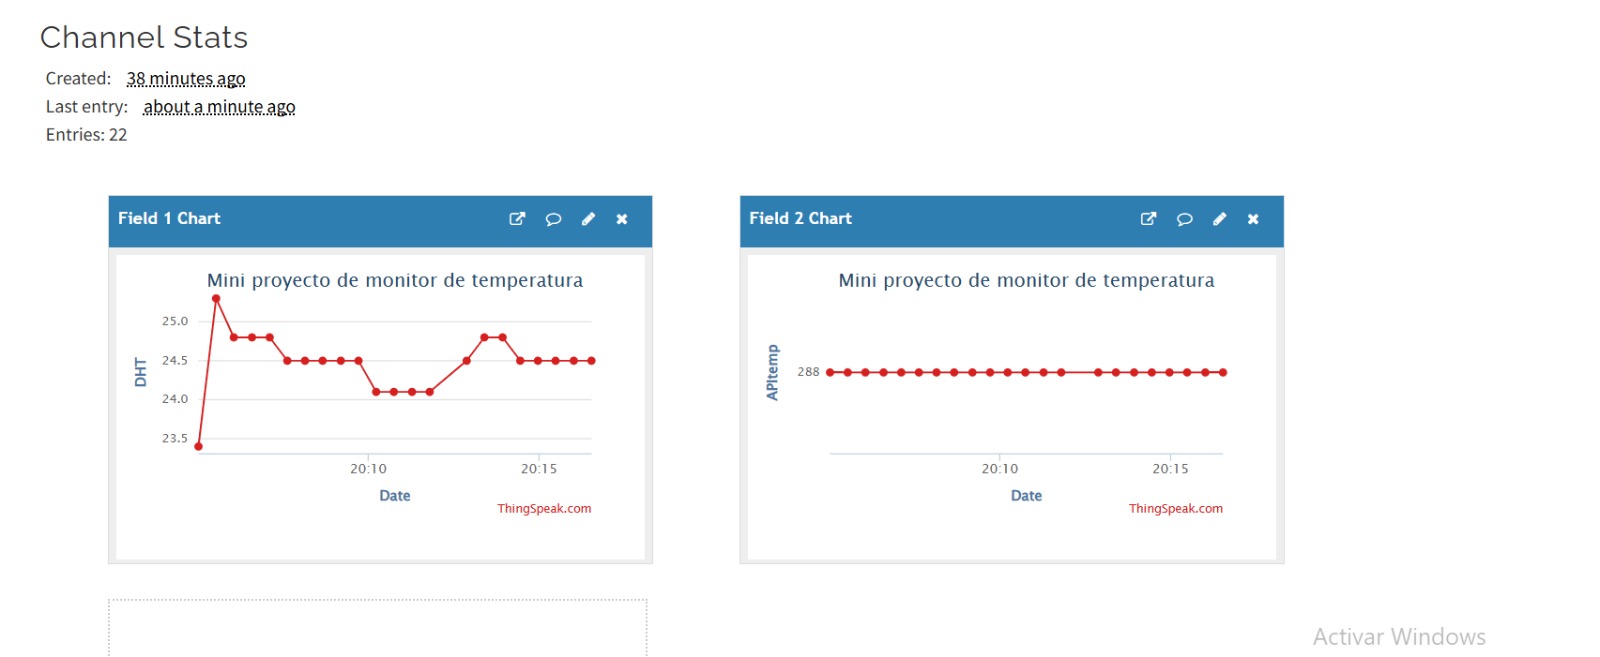 Channel Stats
Created: 38 minutes ago
Last entry: about a minute ago
Entries: 22
Field 1 Chart
Mini proyecto de monitor de temperatura
DHT
25.0
24.5
24.0
23.5
20:10 20:15
Date
ThingSpeak.com
Field 2 Chart
Mini proyecto de monitor de temperatura
APItemp
288
20:10 20:15
Date
ThingSpeak.com
Activar Windows